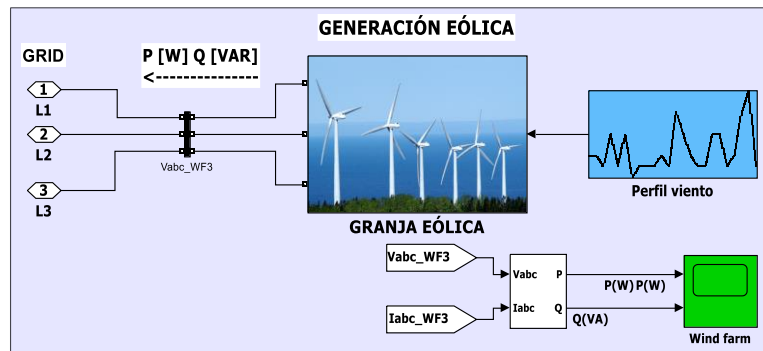 GENERACIÓN EÓLICA
GRID
P [W] Q [VAR]
<---------------
1
L1
2
L2
Vabc_WF3
3
L3
Perfil viento
GRANJA EÓLICA
Vabc_WF3
Vabc P
P(W) P(W)
Iabc_WF3
Iabc Q
Q(VA)
Wind farm